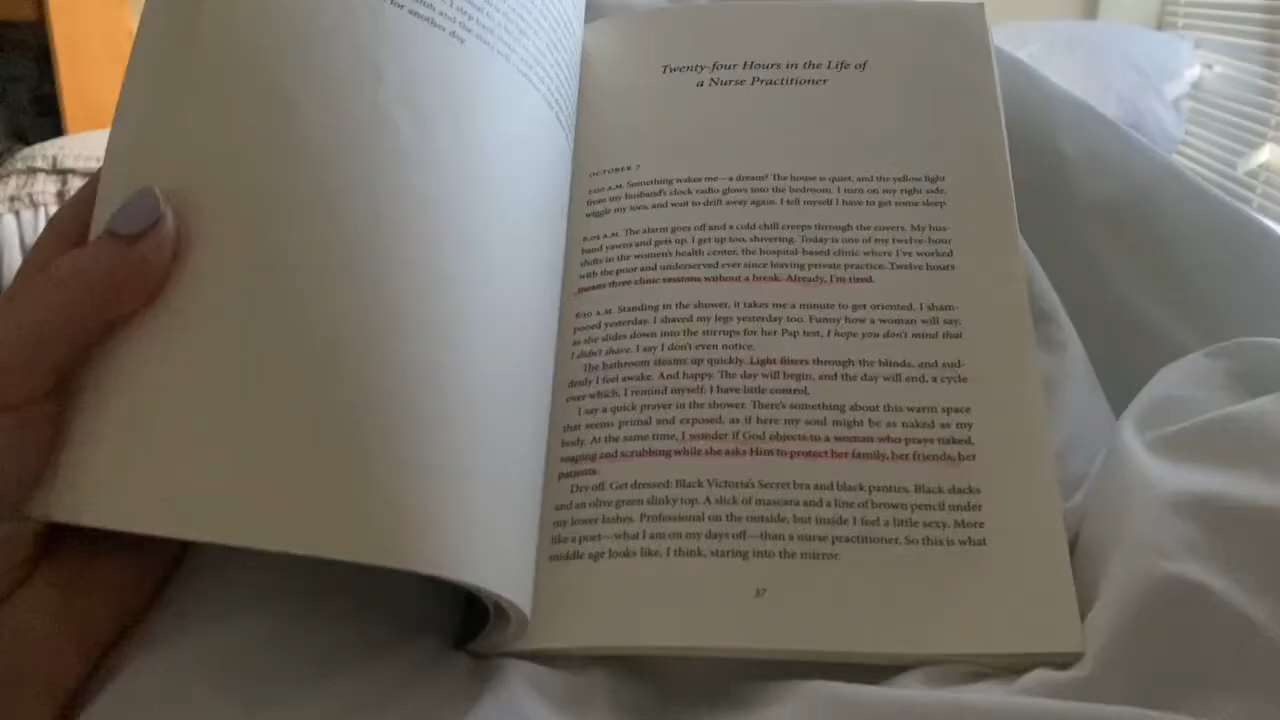 for another day.
Twenty-four Hours in the Life of
a Nurse Practitioner
OCTOBER 7
A.M. Something wakes me—a dream? The house is quiet, and the yellow light
from my husband's clock radio glows into the bedroom. I turn on my right side,
wiggle my toes, and wait to drift away again. I tell myself I have to get some sleep.
A.M. The alarm goes off and a cold chill creeps through the covers. My hus-
band yawns and gets up. I get up too, shivering. Today is one of my twelve-hour
shifts in the women's health center, the hospital-based clinic where I've worked
with the poor and underserved ever since leaving private practice. Twelve hours
means three clinic sessions without a break. Already, I'm tired.
6:10 A.M. Standing in the shower, it takes me a minute to get oriented. I sham-
pooed yesterday. I shaved my legs yesterday too. Funny how a woman will say,
as she slides down into the stirrups for her Pap test, I hope you don't mind that
I didn't shave. I say I don't even notice.
The bathroom steams up quickly. Light filters through the blinds, and sud-
denly I feel awake. And happy. The day will begin, and the day will end, a cycle
over which, I remind myself, I have little control.
I say a quick prayer in the shower. There's something about this warm space
that seems primal and exposed, as if here my soul might be as naked as my
body. At the same time, I wonder if God objects to a woman who prays naked,
soaping and scrubbing while she asks Him to protect her family, her friends, her
patients.
Dry off. Get dressed: Black Victoria's Secret bra and black panties. Black slacks
and an olive green slinky top. A slick of mascara and a line of brown pencil under
my lower lashes. Professional on the outside, but inside I feel a little sexy. More
like a poet—what I am on my days off—than a nurse practitioner. So this is what
middle age looks like, I think, staring into the mirror.
37